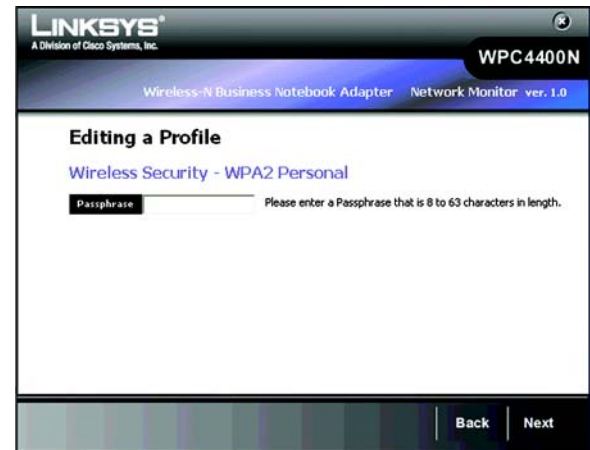 LINKSYS®
A Division of Cisco Systems, Inc.
WPC4400N
Wireless-N Business Notebook Adapter Network Monitor ver. 1.0
Editing a Profile
Wireless Security - WPA2 Personal
Passphrase Please enter a Passphrase that is 8 to 63 characters in length.
Back Next